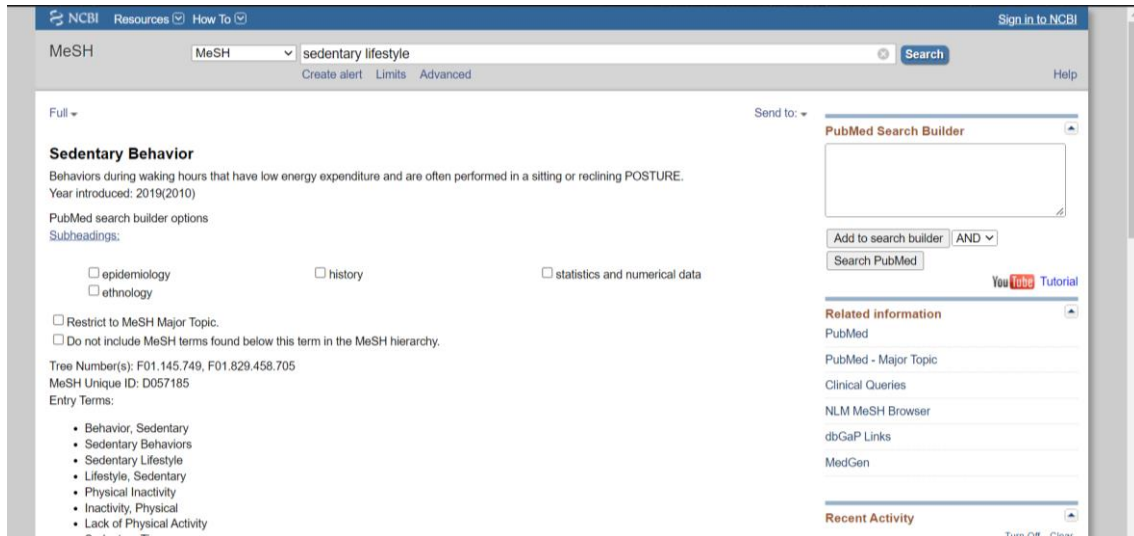 NCBI Resources How To Sign in to NCBI
MeSH MeSH sedentary lifestyle Search
Create alert Limits Advanced Help
Full Send to:
Sedentary Behavior
Behaviors during waking hours that have low energy expenditure and are often performed in a sitting or reclining POSTURE.
Year introduced: 2019(2010)
PubMed search builder options
Subheadings:
epidemiology history statistics and numerical data
ethnology
Restrict to MeSH Major Topic.
Do not include MeSH terms found below this term in the MeSH hierarchy.
Tree Number(s): F01.145.749, F01.829.458.705
MeSH Unique ID: D057185
Entry Terms:
• Behavior, Sedentary
• Sedentary Behaviors
• Sedentary Lifestyle
• Lifestyle, Sedentary
• Physical Inactivity
• Inactivity, Physical
• Lack of Physical Activity
PubMed Search Builder
Add to search builder AND
Search PubMed
YouTube Tutorial
Related information
PubMed
PubMed - Major Topic
Clinical Queries
NLM MeSH Browser
dbGaP Links
MedGen
Recent Activity
Turn Off Clear